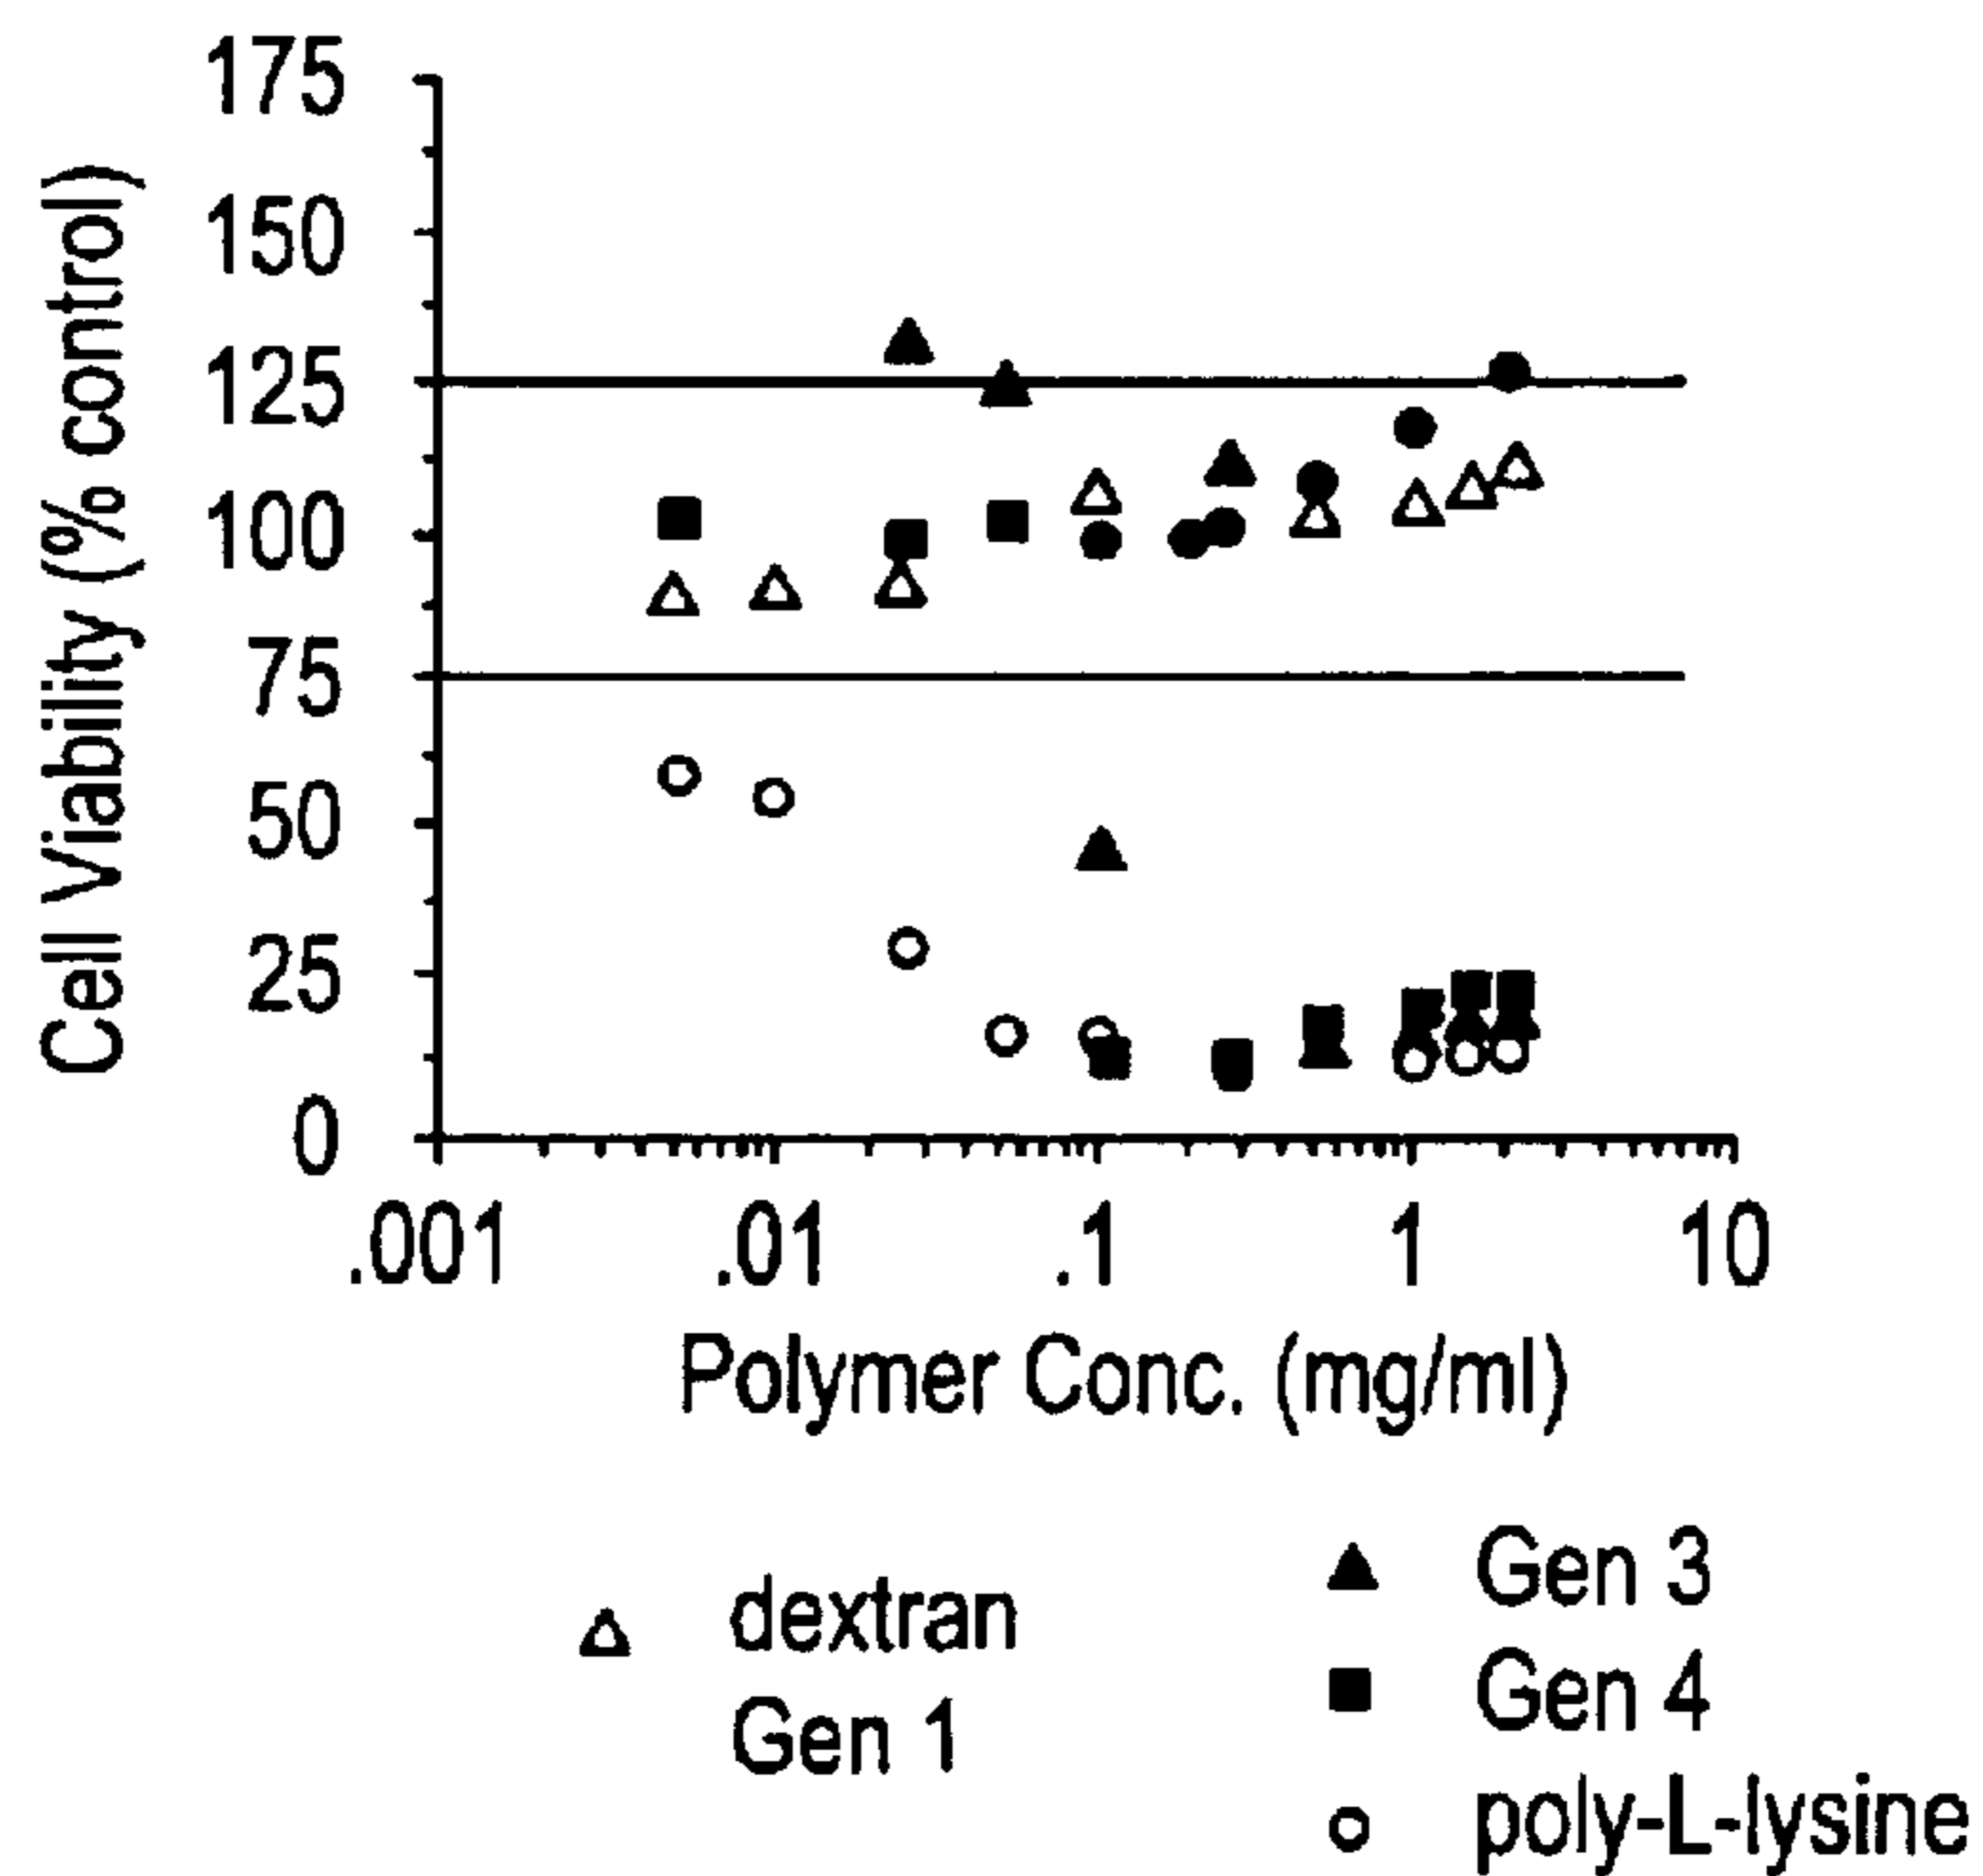 Cell Viability (% control)
175
150
125
100
75
50
25
0
.001 .01 .1 1 10
Polymer Conc. (mg/ml)
dextran
Gen 1
Gen 3
Gen 4
poly-L-lysine